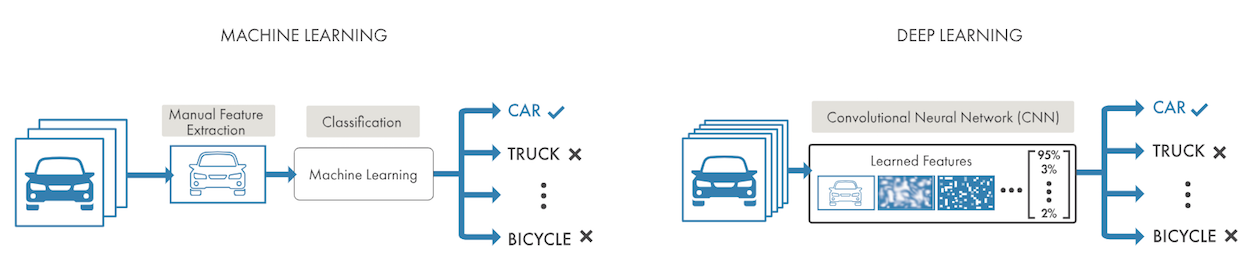 MACHINE LEARNING
Manual Feature
Extraction
Classification
Machine Learning
CAR
TRUCK
BICYCLE
DEEP LEARNING
Convolutional Neural Network (CNN)
Learned Features
95%
3%
2%
CAR
TRUCK
BICYCLE